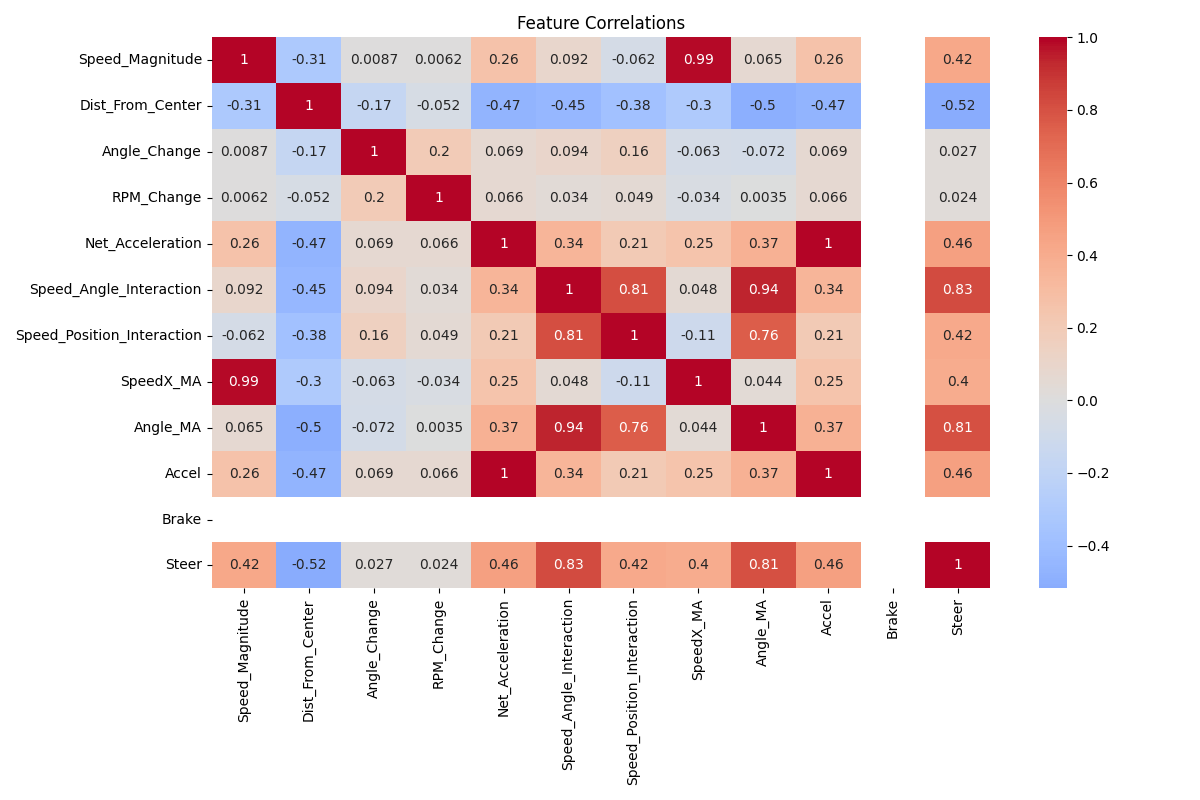 Feature Correlations
Speed_Magnitude 1 -0.31 0.0087 0.0062 0.26 0.092 -0.062 0.99 0.065 0.26 0.42
Dist_From_Center -0.31 1 -0.17 -0.052 -0.47 -0.45 -0.38 -0.3 -0.5 -0.47 -0.52
Angle_Change 0.0087 -0.17 1 0.2 0.069 0.094 0.16 -0.063 -0.072 0.069 0.027
RPM_Change 0.0062 -0.052 0.2 1 0.066 0.034 0.049 -0.034 0.0035 0.066 0.024
Net_Acceleration 0.26 -0.47 0.069 0.066 1 0.34 0.21 0.25 0.37 1 0.46
Speed_Angle_Interaction 0.092 -0.45 0.094 0.034 0.34 1 0.81 0.048 0.94 0.34 0.83
Speed_Position_Interaction -0.062 -0.38 0.16 0.049 0.21 0.81 1 -0.11 0.76 0.21 0.42
SpeedX_MA 0.99 -0.3 -0.063 -0.034 0.25 0.048 -0.11 1 0.044 0.25 0.4
Angle_MA 0.065 -0.5 -0.072 0.0035 0.37 0.94 0.76 0.044 1 0.37 0.81
Accel 0.26 -0.47 0.069 0.066 1 0.34 0.21 0.25 0.37 1 0.46
Brake
Steer 0.42 -0.52 0.027 0.024 0.46 0.83 0.42 0.4 0.81 0.46 1
Speed_Magnitude
Dist_From_Center
Angle_Change
RPM_Change
Net_Acceleration
Speed_Angle_Interaction
Speed_Position_Interaction
SpeedX_MA
Angle_MA
Accel
Brake
Steer
1.0
0.8
0.6
0.4
0.2
0.0
−0.2
−0.4